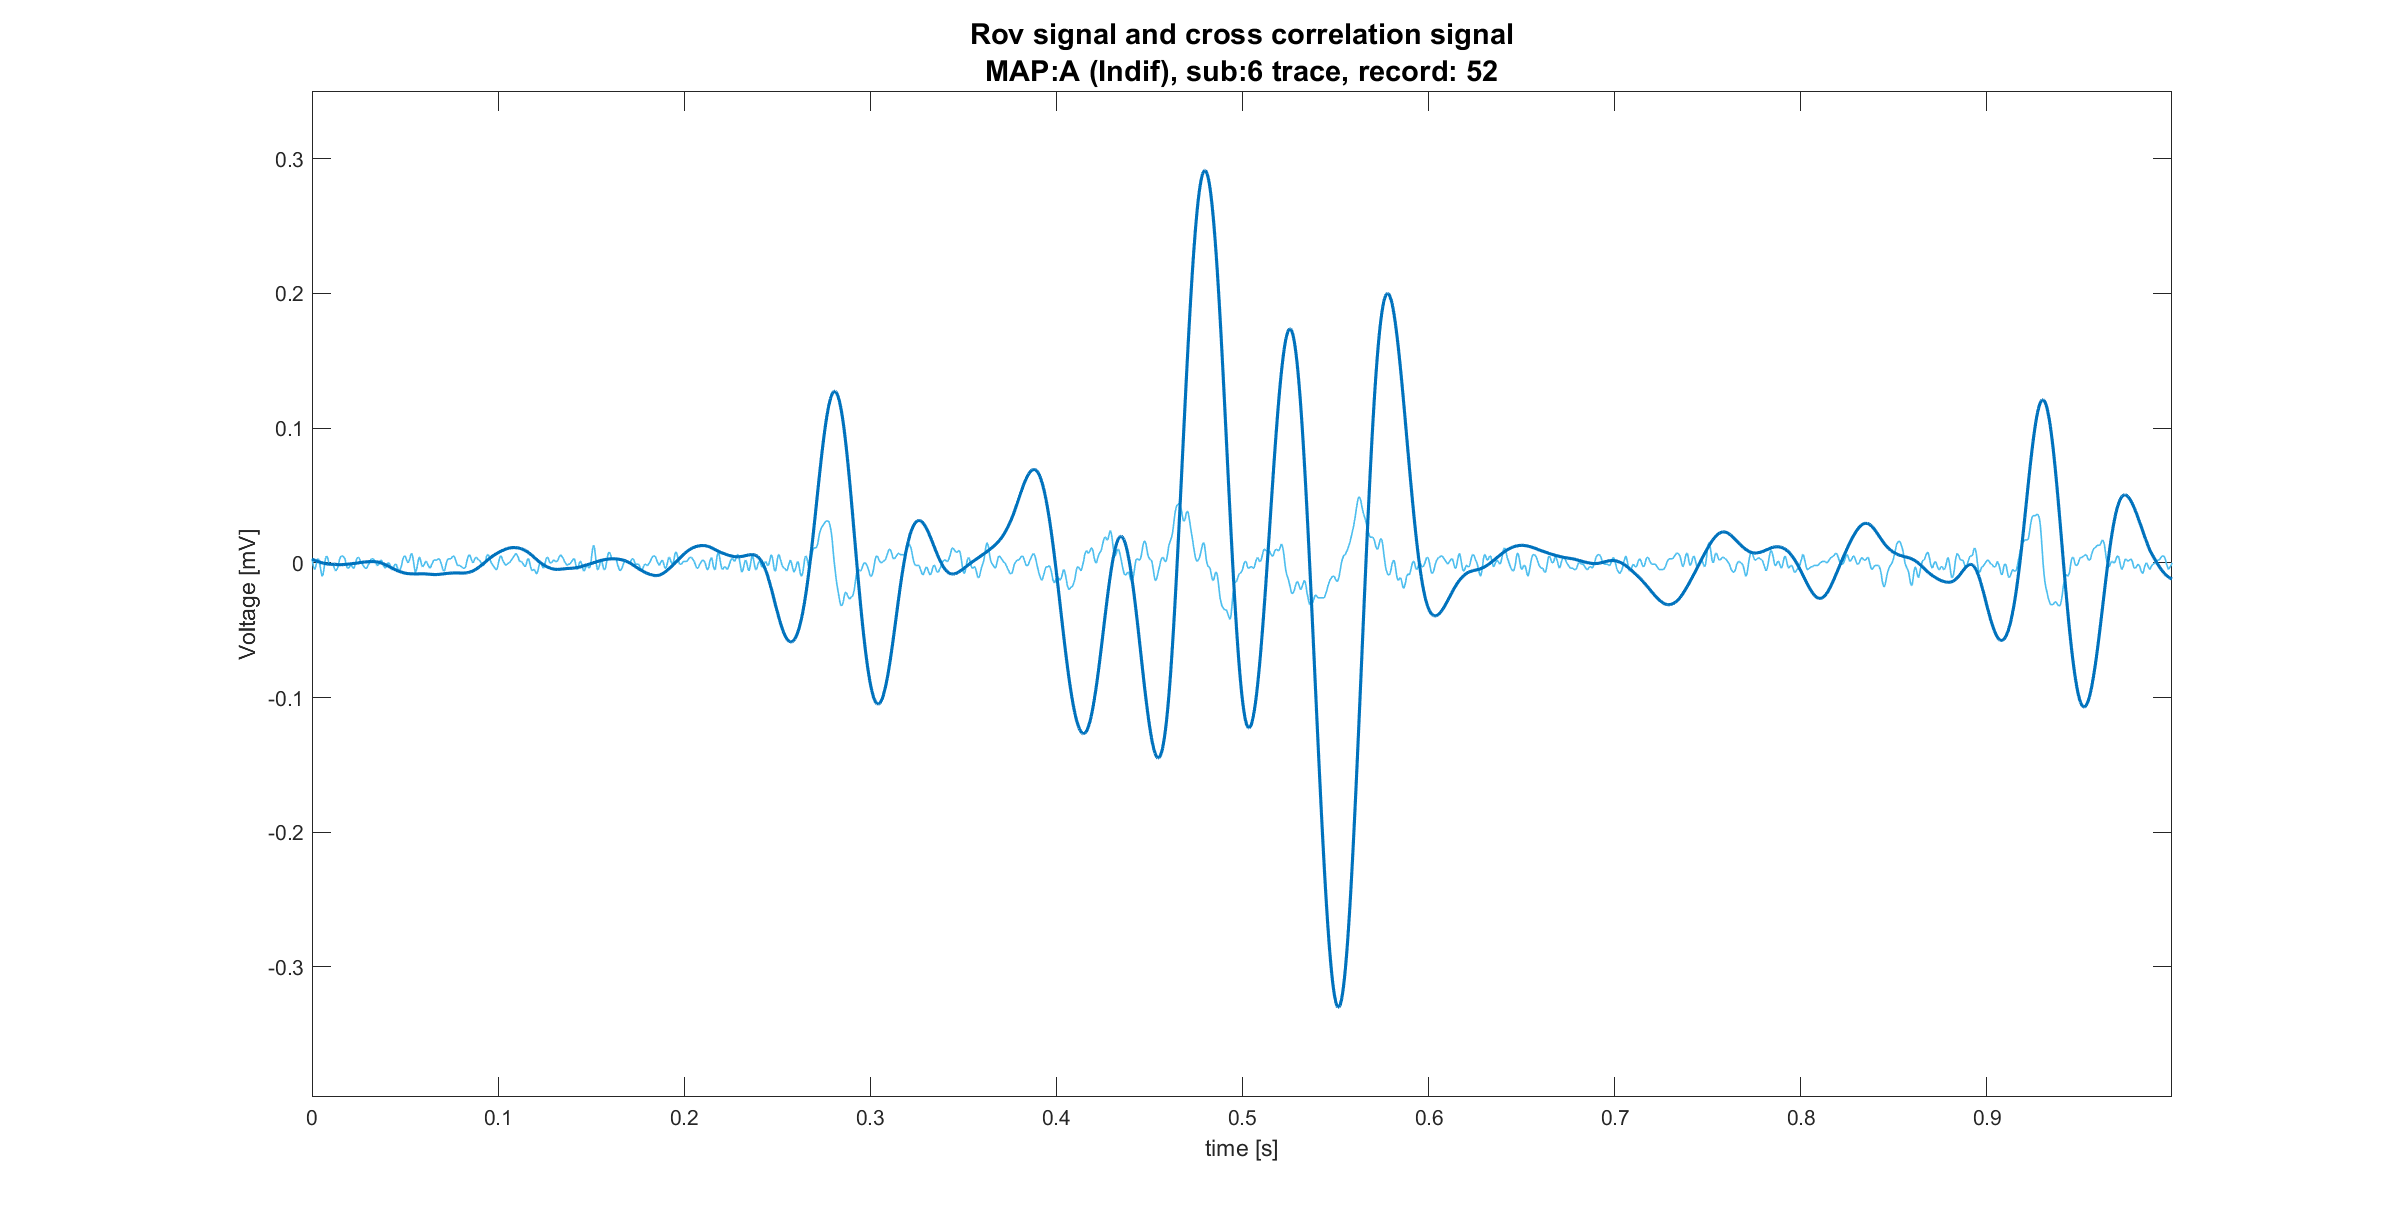 Rov signal and cross correlation signal
MAP:A (Indif), sub:6 trace, record: 52
0.3
0.2
0.1
0
-0.1
-0.2
-0.3
Voltage [mV]
0 0.1 0.2 0.3 0.4 0.5 0.6 0.7 0.8 0.9
time [s]